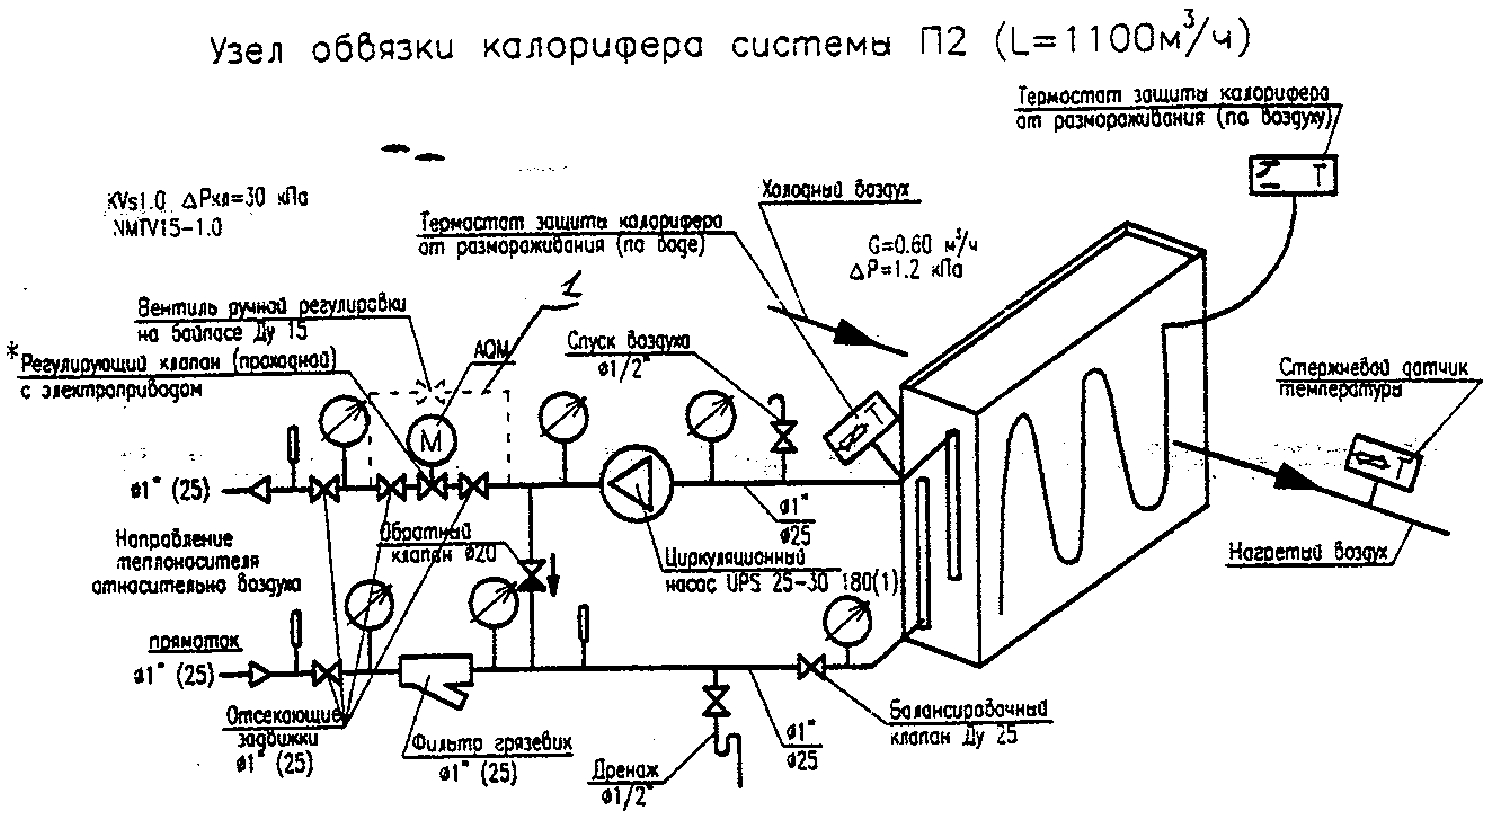 Узел обвязки калорифера системы П2 (L=1100м³/ч)
Термостат защиты калорифера
от размораживания (по воздуху)
T
KVs1.0 ΔPкл=30 кПа
NMTV15-1.0
Холодный воздух
Термостат защиты калорифера
от размораживания (по воде)
G=0.60 м³/ч
ΔP=1.2 кПа
1
Вентиль ручной регулировки
на байпасе Ду 15
*Регулирующий клапан (проходной)
с электроприводом
AQM
Спуск воздуха
ø1/2"
Стержневой датчик
температуры
T
M
T
ø1" (25)
ø1"
ø25
Направление
теплоносителя
относительно воздуха
прямоток
Обратный
клапан ø20
Циркуляционный
насос UPS 25-30 180(1)
Нагретый воздух
ø1" (25)
Отсекающие
задвижки
ø1" (25)
Фильтр грязевик
ø1" (25)
Дренаж
ø1/2"
ø1"
ø25
Балансировочный
клапан Ду 25